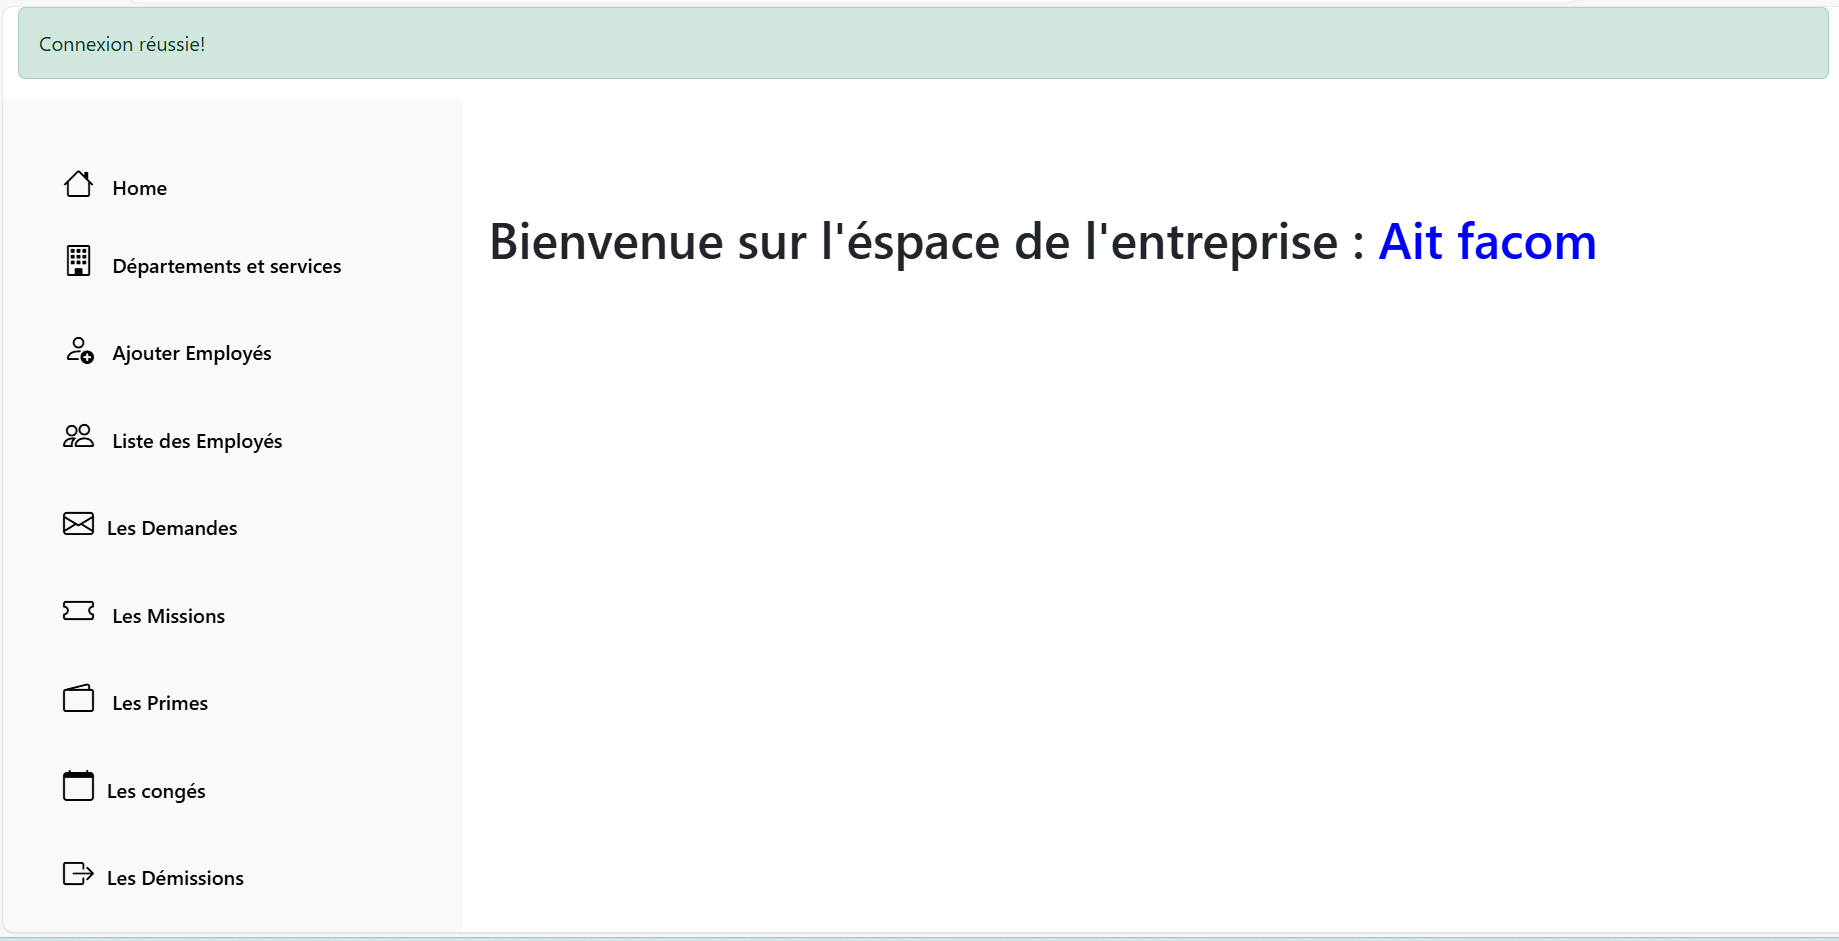 Connexion réussie!
Home
Départements et services
Ajouter Employés
Liste des Employés
Les Demandes
Les Missions
Les Primes
Les congés
Les Démissions
Bienvenue sur l'éspace de l'entreprise : Ait facom